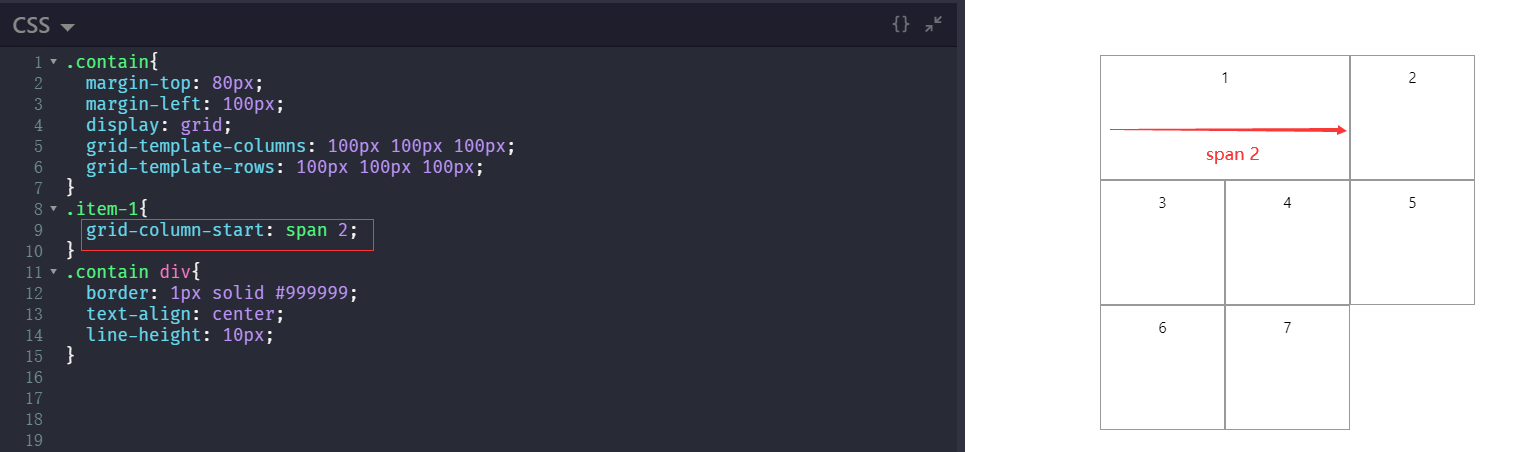 CSS
1 .contain{
2 margin-top: 80px;
3 margin-left: 100px;
4 display: grid;
5 grid-template-columns: 100px 100px 100px;
6 grid-template-rows: 100px 100px 100px;
7 }
8 .item-1{
9 grid-column-start: span 2;
10 }
11 .contain div{
12 border: 1px solid #999999;
13 text-align: center;
14 line-height: 10px;
15 }
16
17
18
19
1 2
span 2
3 4 5
6 7